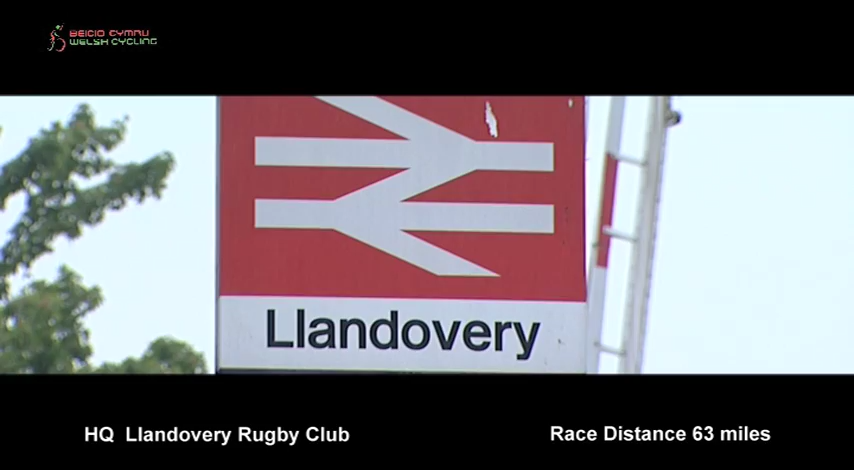 BEICIO CYMRU
WELSH CYCLING
Llandovery
HQ Llandovery Rugby Club
Race Distance 63 miles